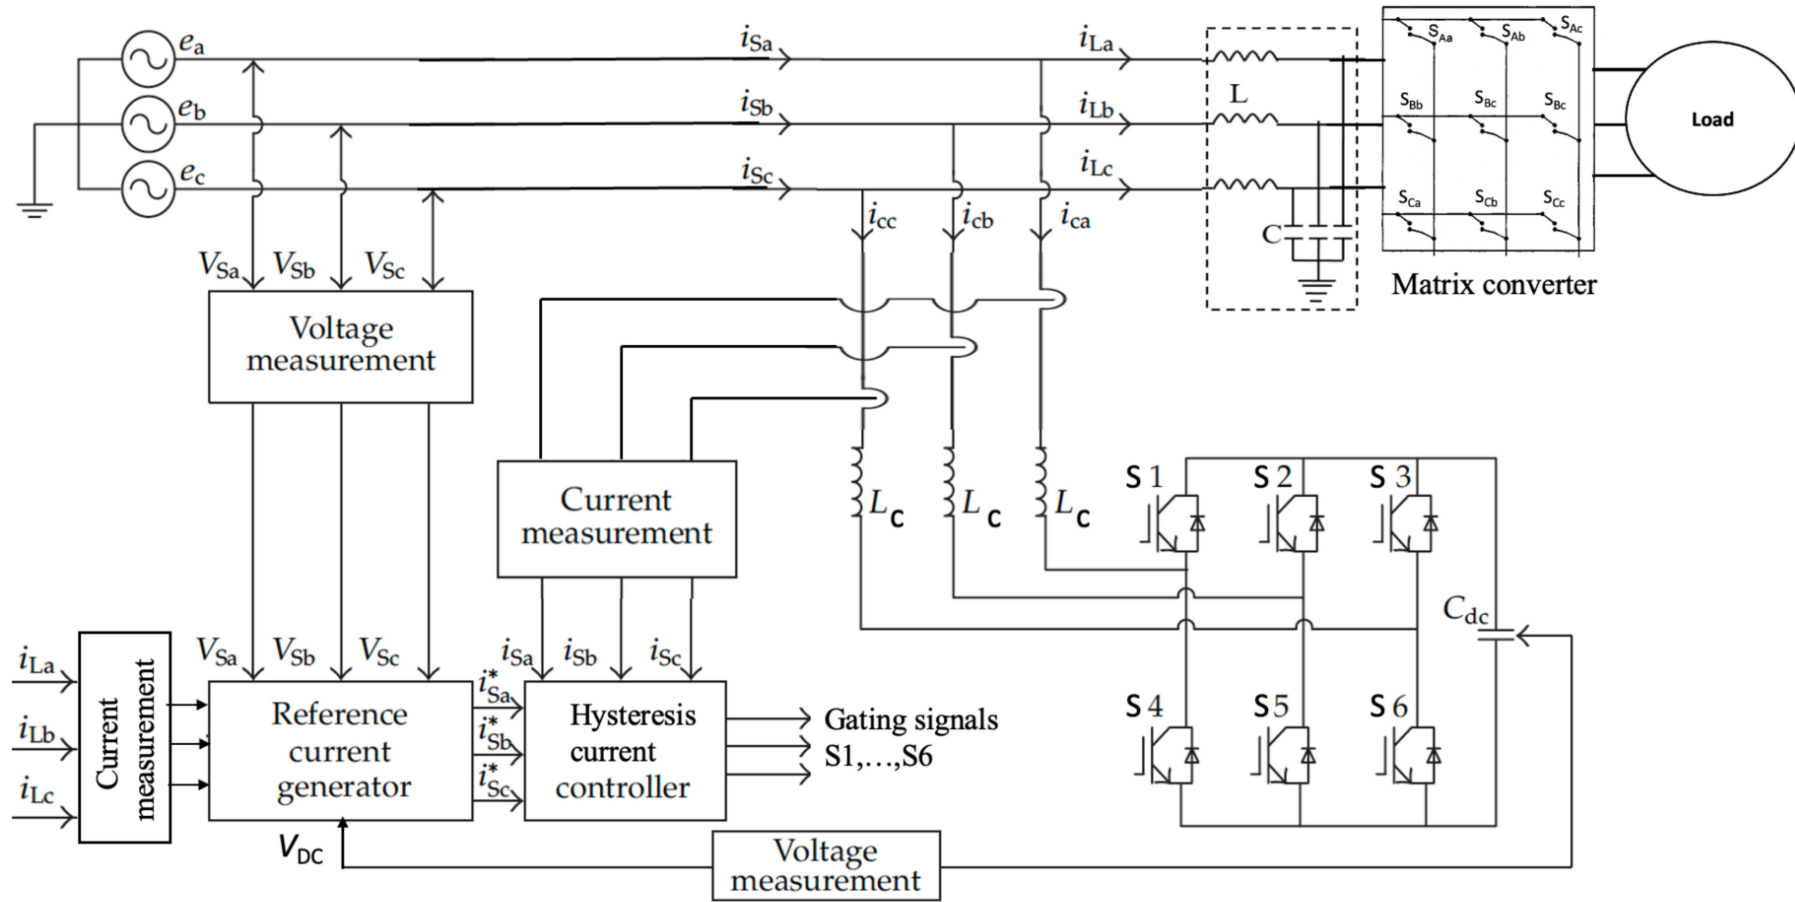 ea
iSa
iLa
SAa
SAb
SAc
eb
iSb
iLb
L
SBb
SBc
SBc
Load
ec
iSc
iLc
SCa
SCb
SCc
icc
icb
ica
C
VSa
VSb
VSc
Matrix converter
Voltage
measurement
Current
measurement
Lc
Lc
Lc
S 1
S 2
S 3
Cdc
iLa
iLb
iLc
Current
measurement
VSa
VSb
VSc
iSa
iSb
iSc
Reference
current
generator
i*Sa
i*Sb
i*Sc
Hysteresis
current
controller
Gating signals
S1,…,S6
S 4
S 5
S 6
VDC
Voltage
measurement